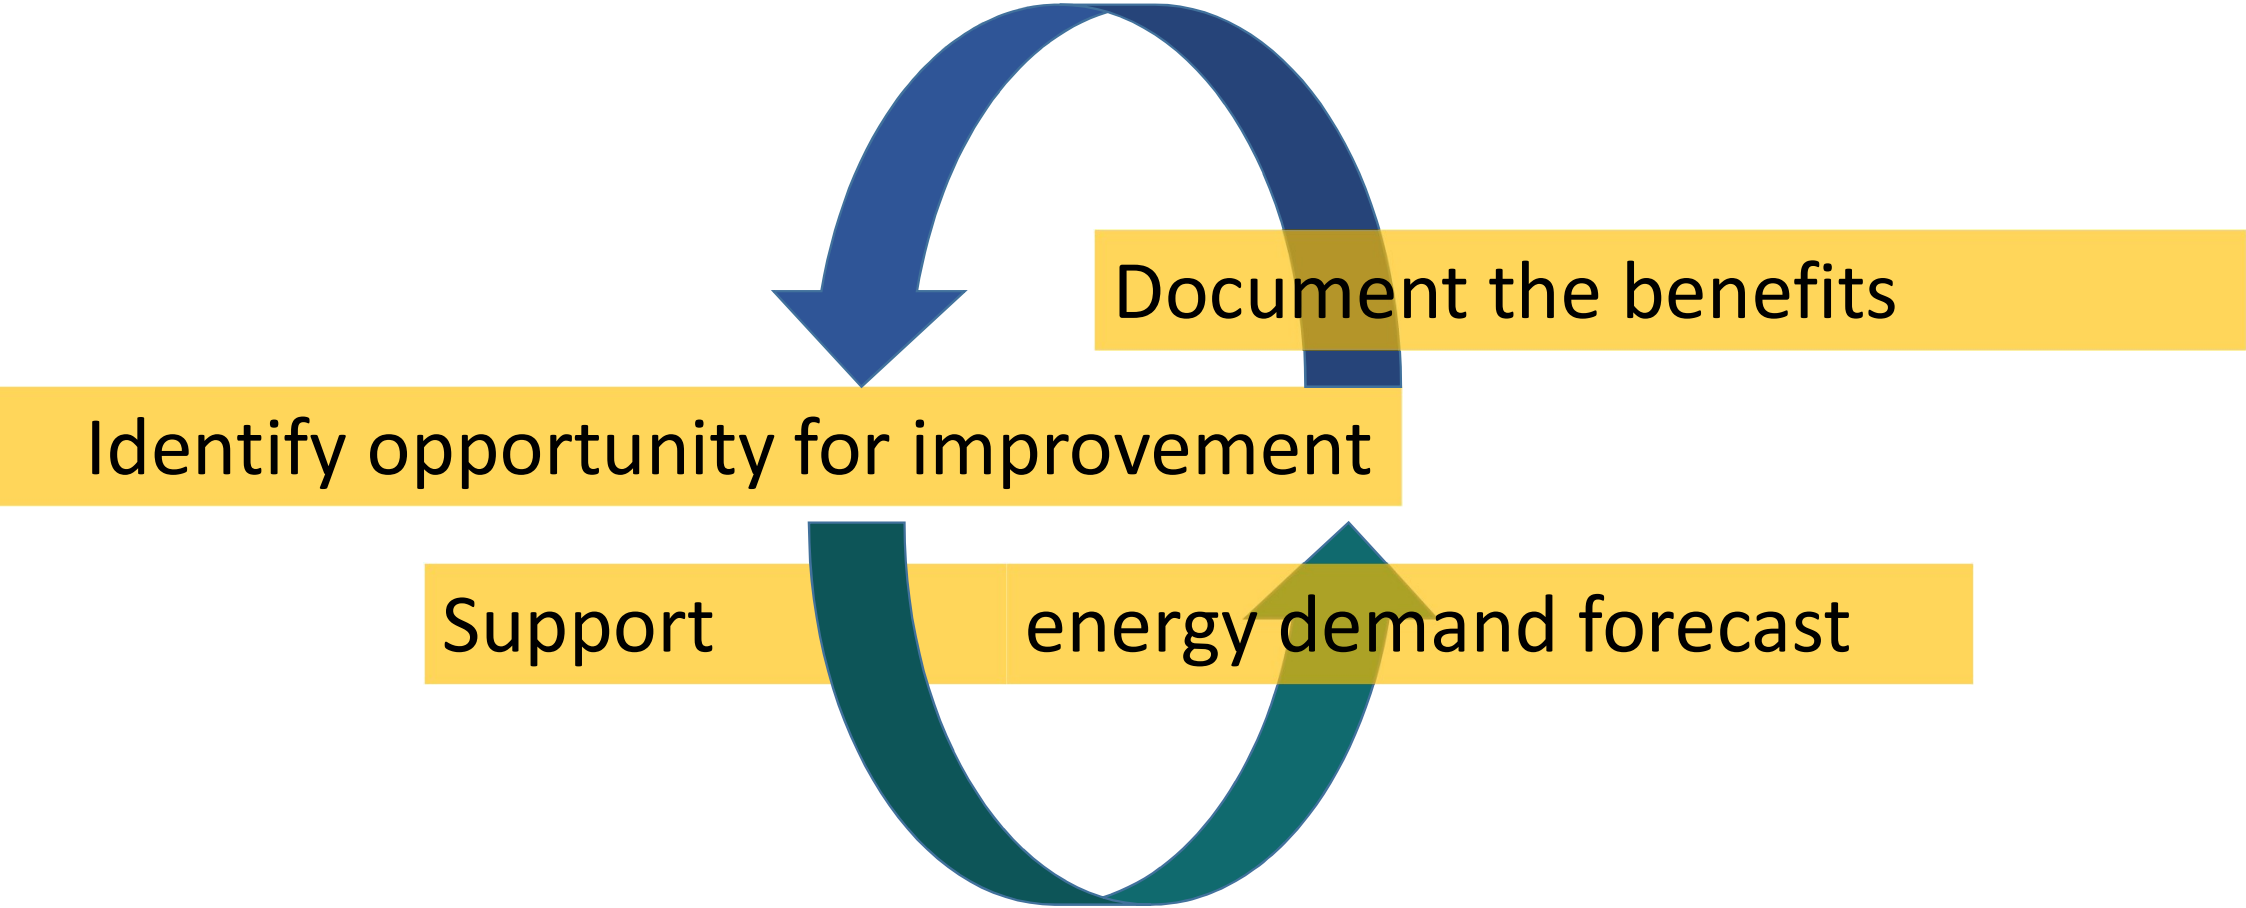 Document the benefits
Identify opportunity for improvement
Support energy demand forecast